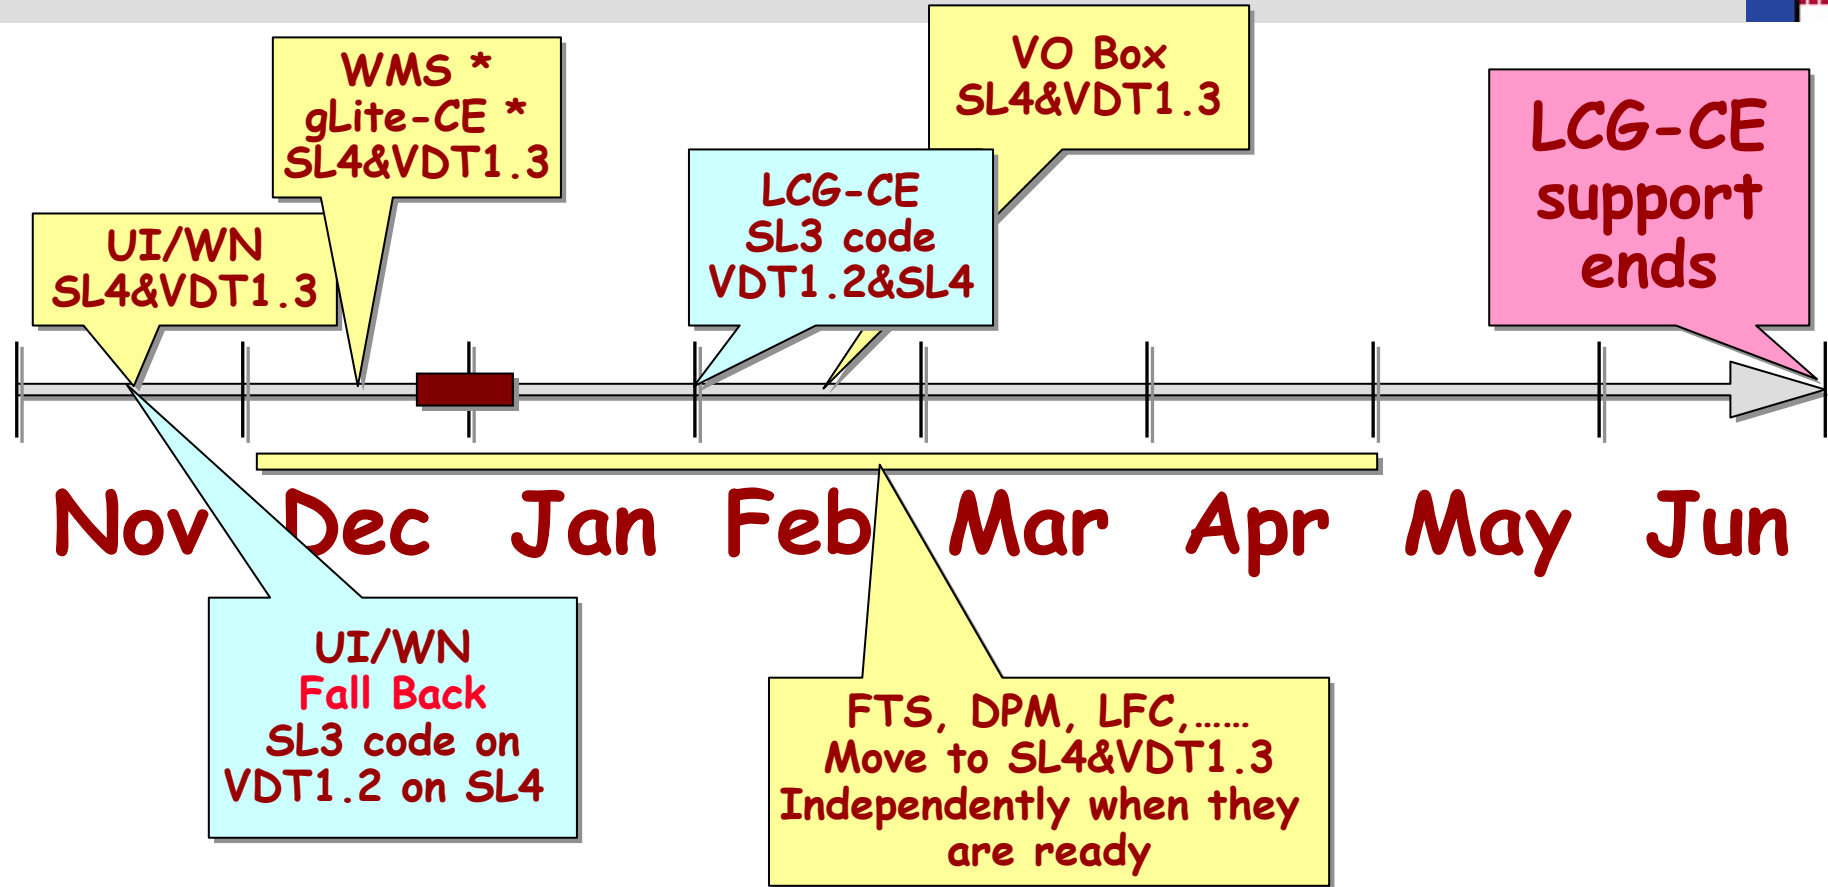 WMS *
gLite-CE *
SL4&VDT1.3
VO Box
SL4&VDT1.3
LCG-CE
support
ends
UI/WN
SL4&VDT1.3
LCG-CE
SL3 code
VDT1.2&SL4
Nov Dec Jan Feb Mar Apr May Jun
UI/WN
Fall Back
SL3 code on
VDT1.2 on SL4
FTS, DPM, LFC,……
Move to SL4&VDT1.3
Independently when they
are ready